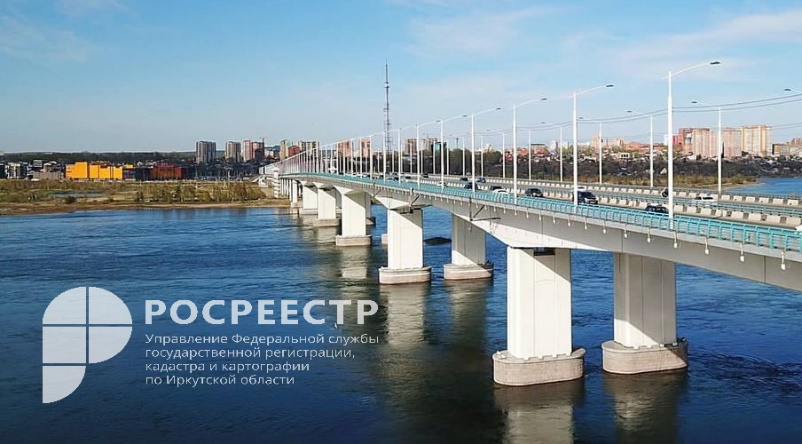 РОСРЕЕСТР
Управление Федеральной службы
государственной регистрации,
кадастра и картографии
по Иркутской области